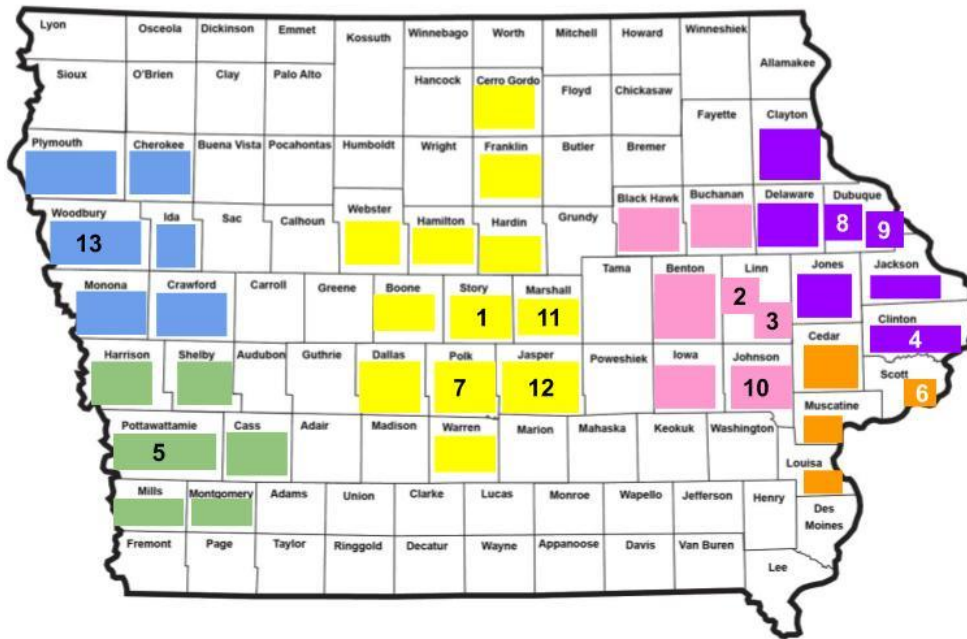 Lyon Osceola Dickinson Emmet Kossuth Winnebago Worth Mitchell Howard Winneshiek Allamakee
Sioux O'Brien Clay Palo Alto Hancock Cerro Gordo Floyd Chickasaw Fayette Clayton
Plymouth Cherokee Buena Vista Pocahontas Humboldt Wright Franklin Butler Bremer
Woodbury Ida Sac Calhoun Webster Hamilton Hardin Grundy Black Hawk Buchanan Delaware Dubuque
13 8 9
Monona Crawford Carroll Greene Boone Story Marshall Tama Benton Linn Jones Jackson
1 11 2 3
Clinton
4
Harrison Shelby Audubon Guthrie Dallas Polk Jasper Poweshiek Iowa Johnson Cedar Scott
7 12 10 6
Muscatine
Pottawattamie Cass Adair Madison Warren Marion Mahaska Keokuk Washington
5
Louisa
Mills Montgomery Adams Union Clarke Lucas Monroe Wapello Jefferson Henry Des
Moines
Fremont Page Taylor Ringgold Decatur Wayne Appanoose Davis Van Buren Lee